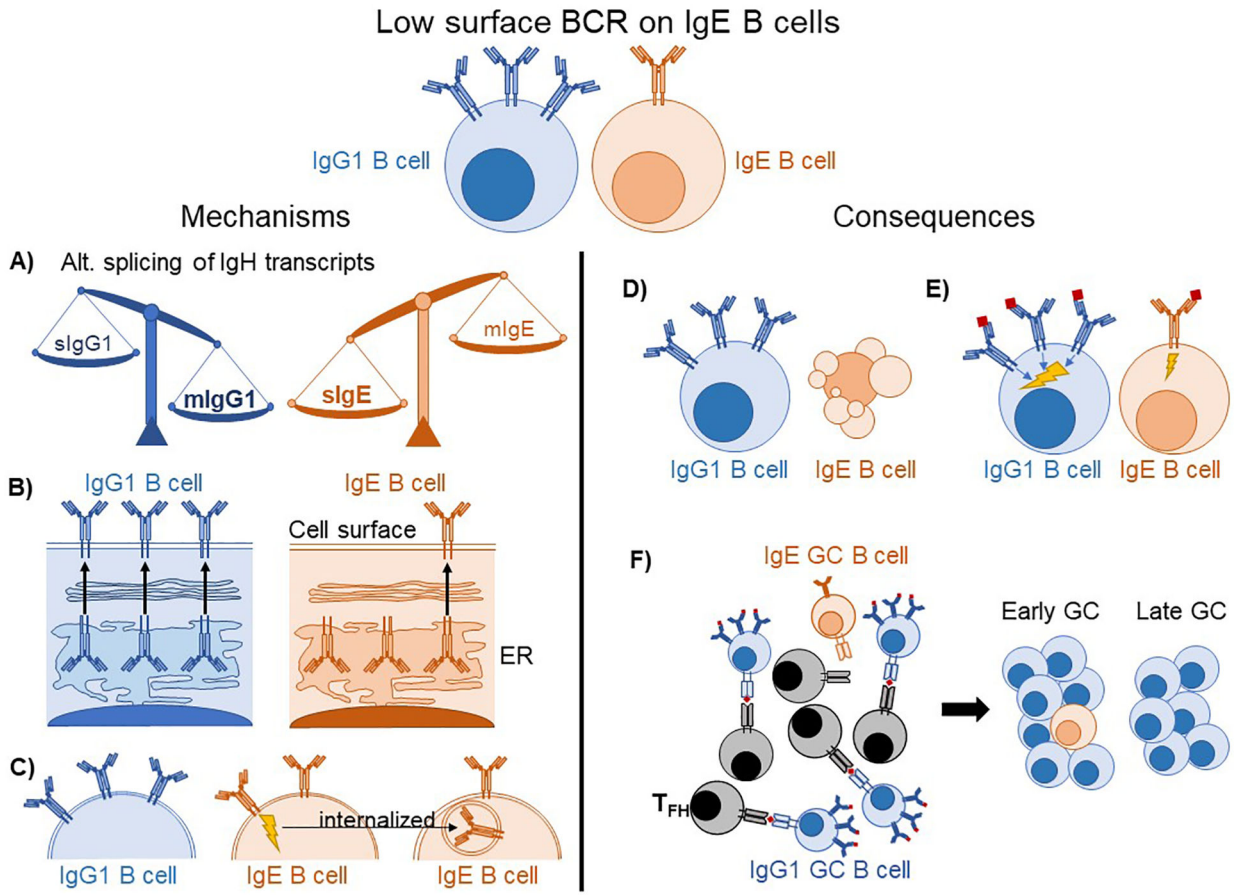 Low surface BCR on IgE B cells
IgG1 B cell
IgE B cell
Mechanisms
Consequences
A)
Alt. splicing of IgH transcripts
sIgG1
mIgG1
sIgE
mIgE
B)
IgG1 B cell
IgE B cell
Cell surface
ER
C)
internalized
IgG1 B cell
IgE B cell
IgE B cell
D)
IgG1 B cell
IgE B cell
E)
IgG1 B cell
IgE B cell
F)
IgE GC B cell
TFH
IgG1 GC B cell
Early GC
Late GC